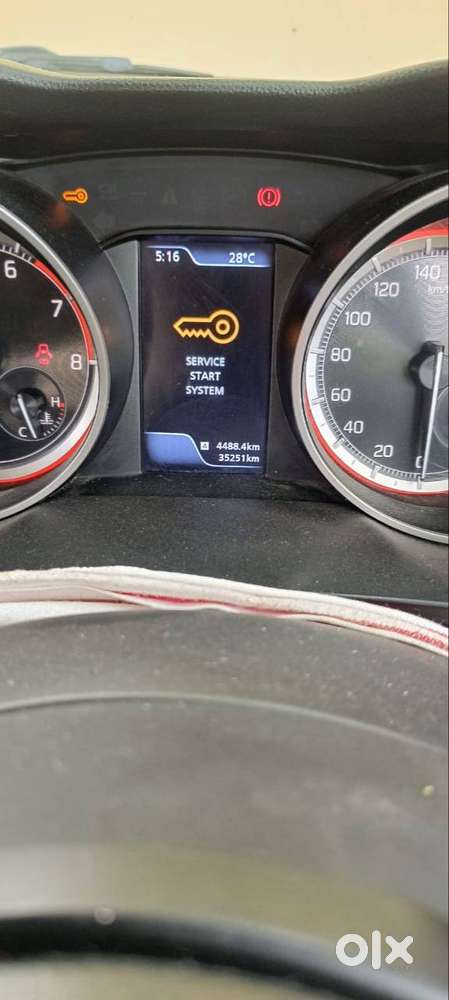 5:16 28°C
SERVICE
START
SYSTEM
A 4488.4km
35251km
6
7
8
H
C
140
120
km/h
100
80
60
40
20
0
olx